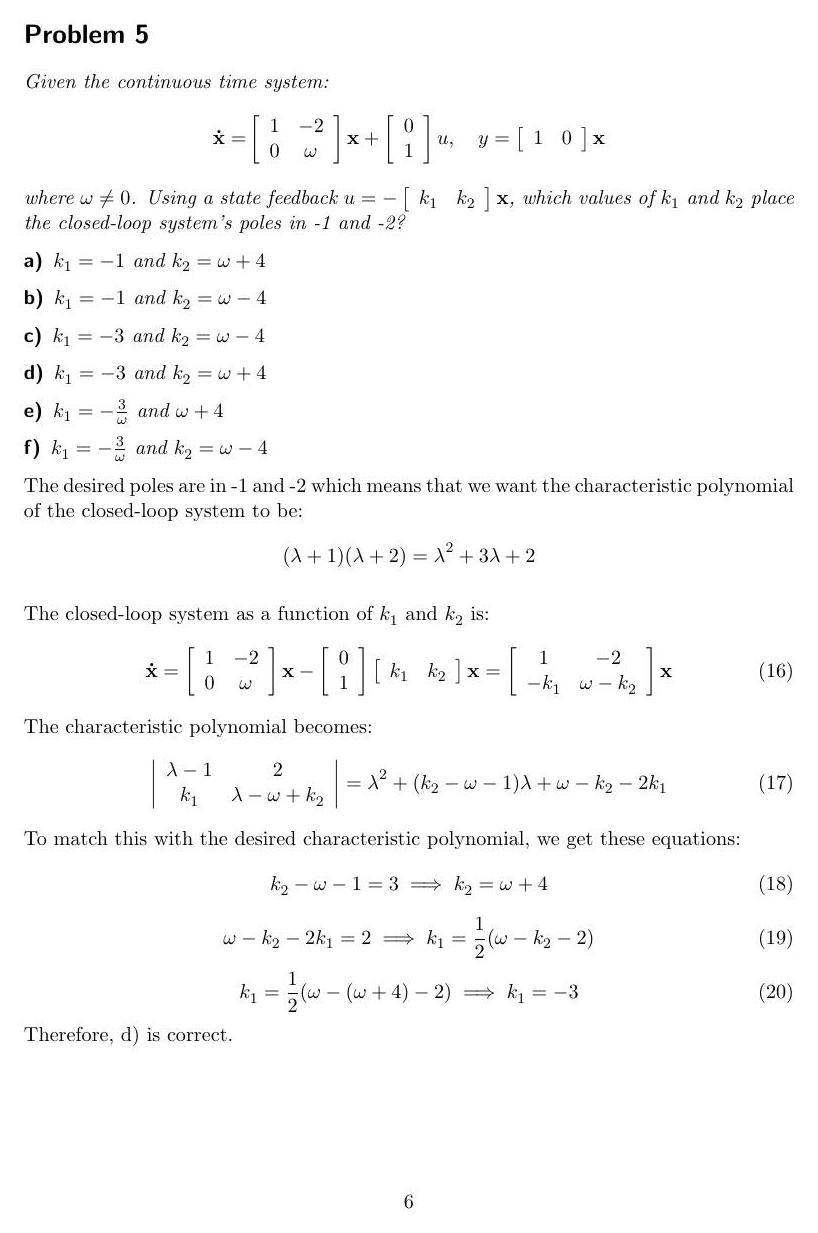 Problem 5
Given the continuous time system:
ẋ = [ 1 −2 ; 0 ω ] x + [ 0 ; 1 ] u, y = [ 1 0 ] x
where ω ≠ 0. Using a state feedback u = − [ k₁ k₂ ] x, which values of k₁ and k₂ place
the closed-loop system's poles in -1 and -2?
a) k₁ = −1 and k₂ = ω + 4
b) k₁ = −1 and k₂ = ω − 4
c) k₁ = −3 and k₂ = ω − 4
d) k₁ = −3 and k₂ = ω + 4
e) k₁ = −3/ω and ω + 4
f) k₁ = −3/ω and k₂ = ω − 4
The desired poles are in -1 and -2 which means that we want the characteristic polynomial
of the closed-loop system to be:
(λ + 1)(λ + 2) = λ² + 3λ + 2
The closed-loop system as a function of k₁ and k₂ is:
ẋ = [ 1 −2 ; 0 ω ] x − [ 0 ; 1 ] [ k₁ k₂ ] x = [ 1 −2 ; −k₁ ω − k₂ ] x (16)
The characteristic polynomial becomes:
| λ − 1 2 ; k₁ λ − ω + k₂ | = λ² + (k₂ − ω − 1)λ + ω − k₂ − 2k₁ (17)
To match this with the desired characteristic polynomial, we get these equations:
k₂ − ω − 1 = 3 ⟹ k₂ = ω + 4 (18)
ω − k₂ − 2k₁ = 2 ⟹ k₁ = 1/2(ω − k₂ − 2) (19)
k₁ = 1/2(ω − (ω + 4) − 2) ⟹ k₁ = −3 (20)
Therefore, d) is correct.
6